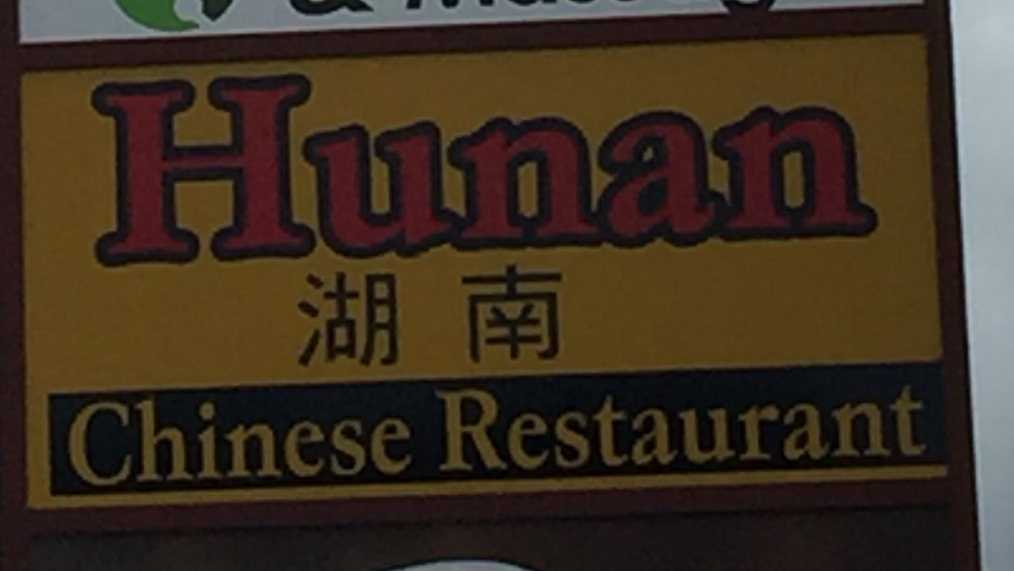 Hunan
湖南
Chinese Restaurant